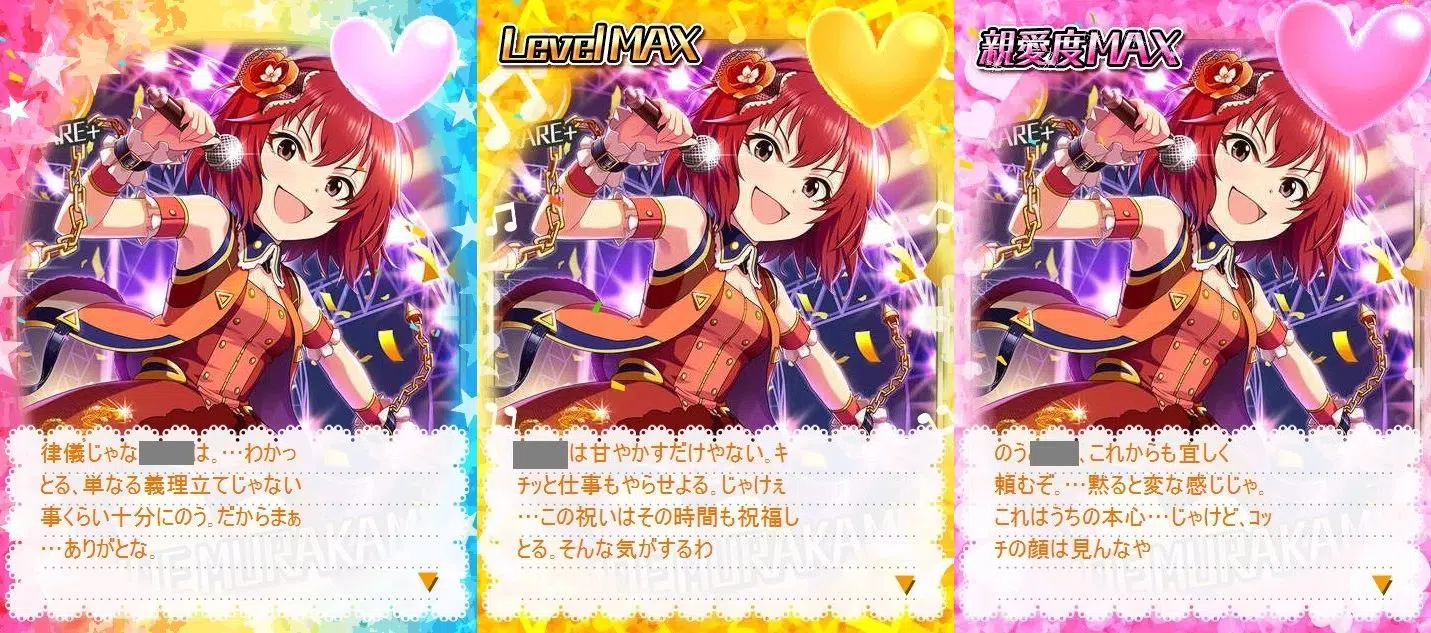 ARE+
律儀じゃな は。…わかっ
とる、単なる義理立てじゃない
事くらい十分にのう。だからまぁ
…ありがとな。
EMURAKAM
Level MAX
ARE+
は甘やかすだけやない。キ
チッと仕事もやらせよる。じゃけぇ
…この祝いはその時間も祝福し
とる。そんな気がするわ
EMURAKAM
親愛度MAX
ARE+
のう 、これからも宜しく
頼むぞ。…黙ると変な感じじゃ。
これはうちの本心…じゃけど、コッ
チの顔は見んなや
EMURAKAM